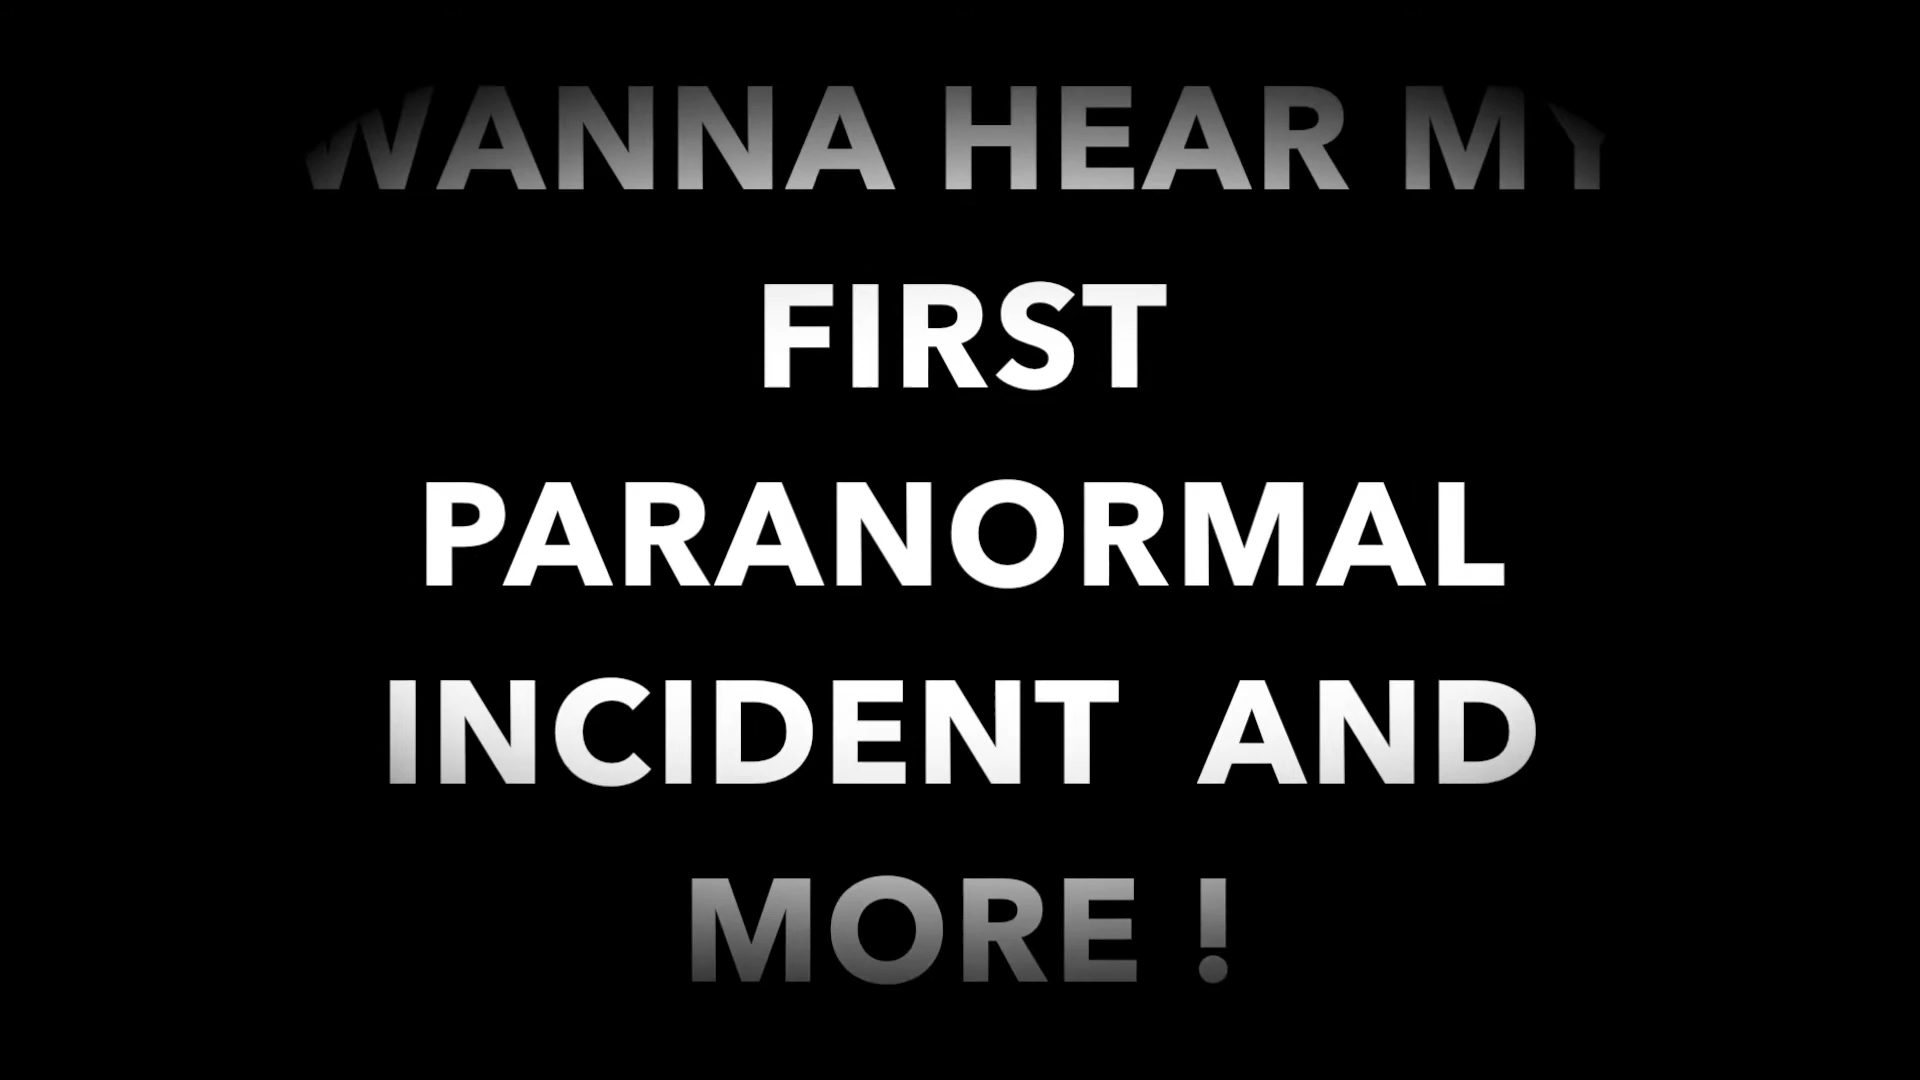 WANNA HEAR MY
FIRST
PARANORMAL
INCIDENT AND
MORE !